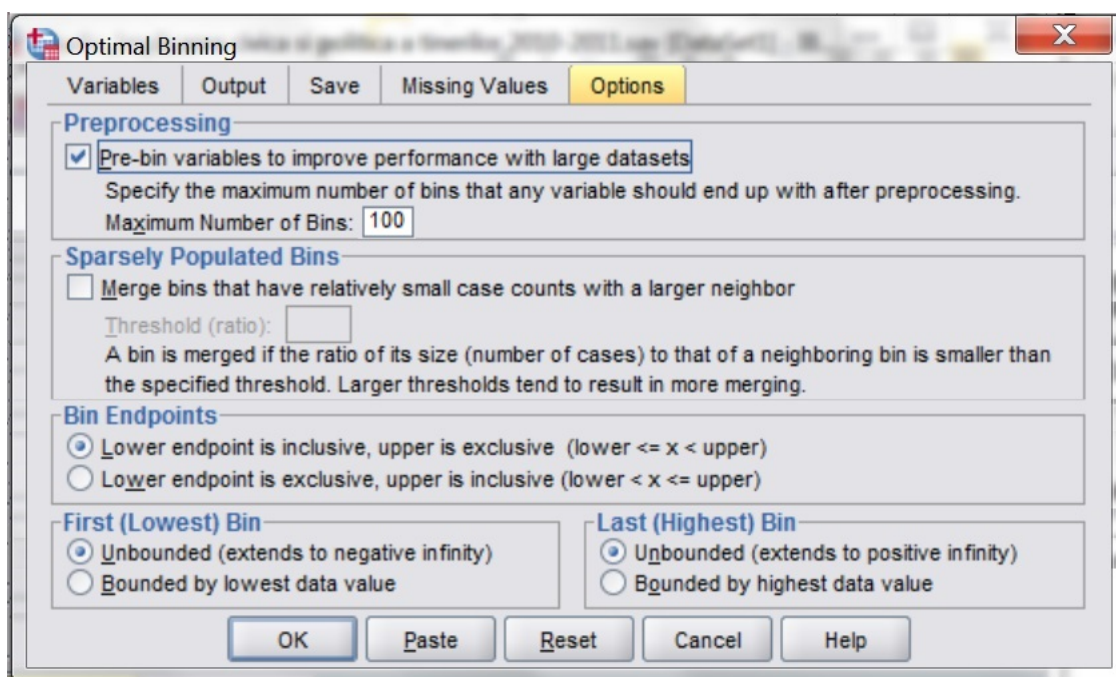 Optimal Binning
Variables Output Save Missing Values Options
Preprocessing
Pre-bin variables to improve performance with large datasets
Specify the maximum number of bins that any variable should end up with after preprocessing.
Maximum Number of Bins: 100
Sparsely Populated Bins
Merge bins that have relatively small case counts with a larger neighbor
Threshold (ratio):
A bin is merged if the ratio of its size (number of cases) to that of a neighboring bin is smaller than
the specified threshold. Larger thresholds tend to result in more merging.
Bin Endpoints
Lower endpoint is inclusive, upper is exclusive (lower <= x < upper)
Lower endpoint is exclusive, upper is inclusive (lower < x <= upper)
First (Lowest) Bin
Unbounded (extends to negative infinity)
Bounded by lowest data value
Last (Highest) Bin
Unbounded (extends to positive infinity)
Bounded by highest data value
OK Paste Reset Cancel Help